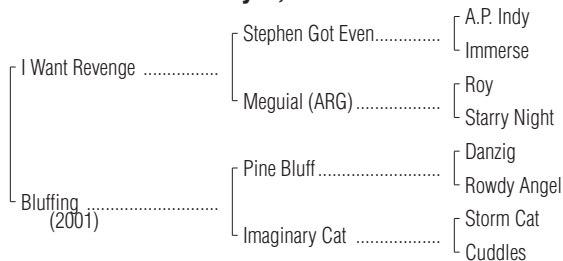 A.P. Indy
Stephen Got Even..............
Immerse
I Want Revenge ................
Roy
Meguial (ARG) ..................
Starry Night
Danzig
Pine Bluff..........................
Rowdy Angel
Bluffing ............................
(2001)
Storm Cat
Imaginary Cat ..................
Cuddles